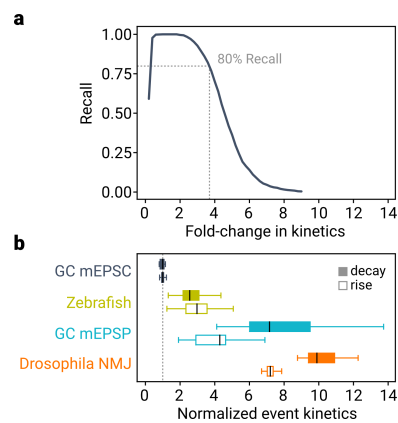 a
1.00
0.75
0.50
0.25
0.00
Recall
80% Recall
0 2 4 6 8 10 12 14
Fold-change in kinetics
b
GC mEPSC
Zebrafish
GC mEPSP
Drosophila NMJ
decay
rise
0 2 4 6 8 10 12 14
Normalized event kinetics